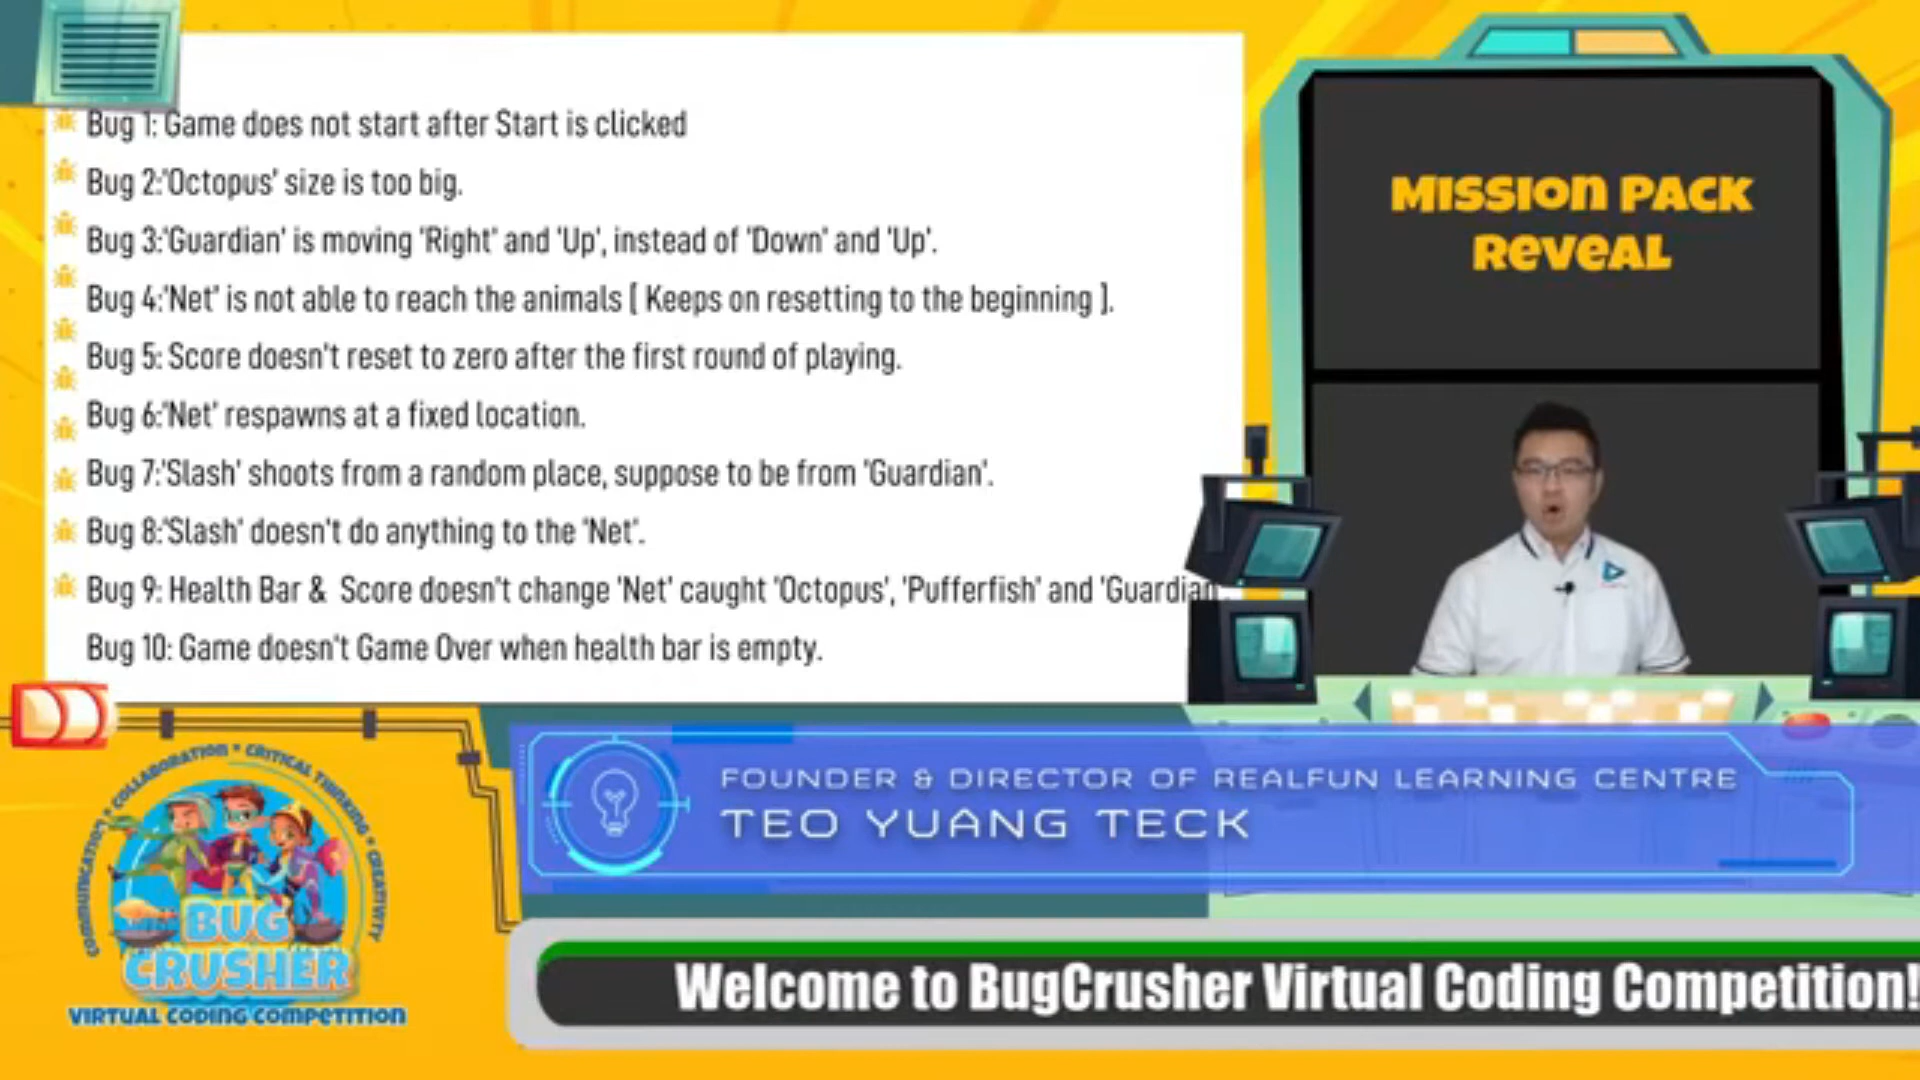 Bug 1: Game does not start after Start is clicked
Bug 2:'Octopus' size is too big.
Bug 3:'Guardian' is moving 'Right' and 'Up', instead of 'Down' and 'Up'.
Bug 4:'Net' is not able to reach the animals [ Keeps on resetting to the beginning ].
Bug 5: Score doesn't reset to zero after the first round of playing.
Bug 6:'Net' respawns at a fixed location.
Bug 7:'Slash' shoots from a random place, suppose to be from 'Guardian'.
Bug 8:'Slash' doesn't do anything to the 'Net'.
Bug 9: Health Bar & Score doesn't change 'Net' caught 'Octopus', 'Pufferfish' and 'Guardian'.
Bug 10: Game doesn't Game Over when health bar is empty.
MISSION PACK
REVEAL
FOUNDER & DIRECTOR OF REALFUN LEARNING CENTRE
TEO YUANG TECK
COMMUNICATION * COLLABORATION * CRITICAL THINKING * CREATIVITY
BUG
CRUSHER
VIRTUAL CODING COMPETITION
Welcome to BugCrusher Virtual Coding Competition!